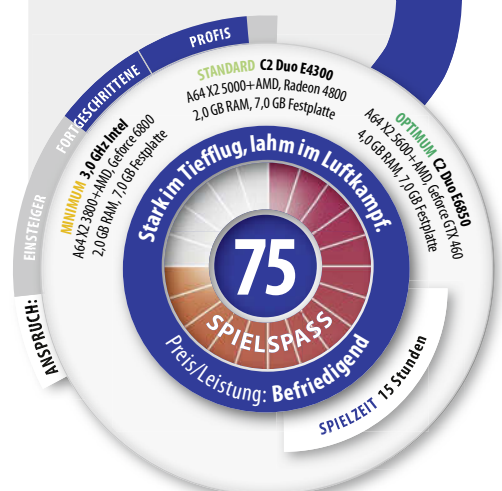 ANSPRUCH:
EINSTEIGER
FORTGESCHRITTENE
PROFIS
MINIMUM 3,0 GHz Intel
A64 X2 3800+ AMD, Geforce 6800
2,0 GB RAM, 7,0 GB Festplatte
STANDARD C2 Duo E4300
A64 X2 5000+ AMD, Radeon 4800
2,0 GB RAM, 7,0 GB Festplatte
OPTIMUM C2 Duo E6850
A64 X2 5600+ AMD, Geforce GTX 460
4,0 GB RAM, 7,0 GB Festplatte
Stark im Tiefflug, lahm im Luftkampf.
75
SPIELSPASS
Preis/Leistung: Befriedigend
SPIELZEIT 15 Stunden